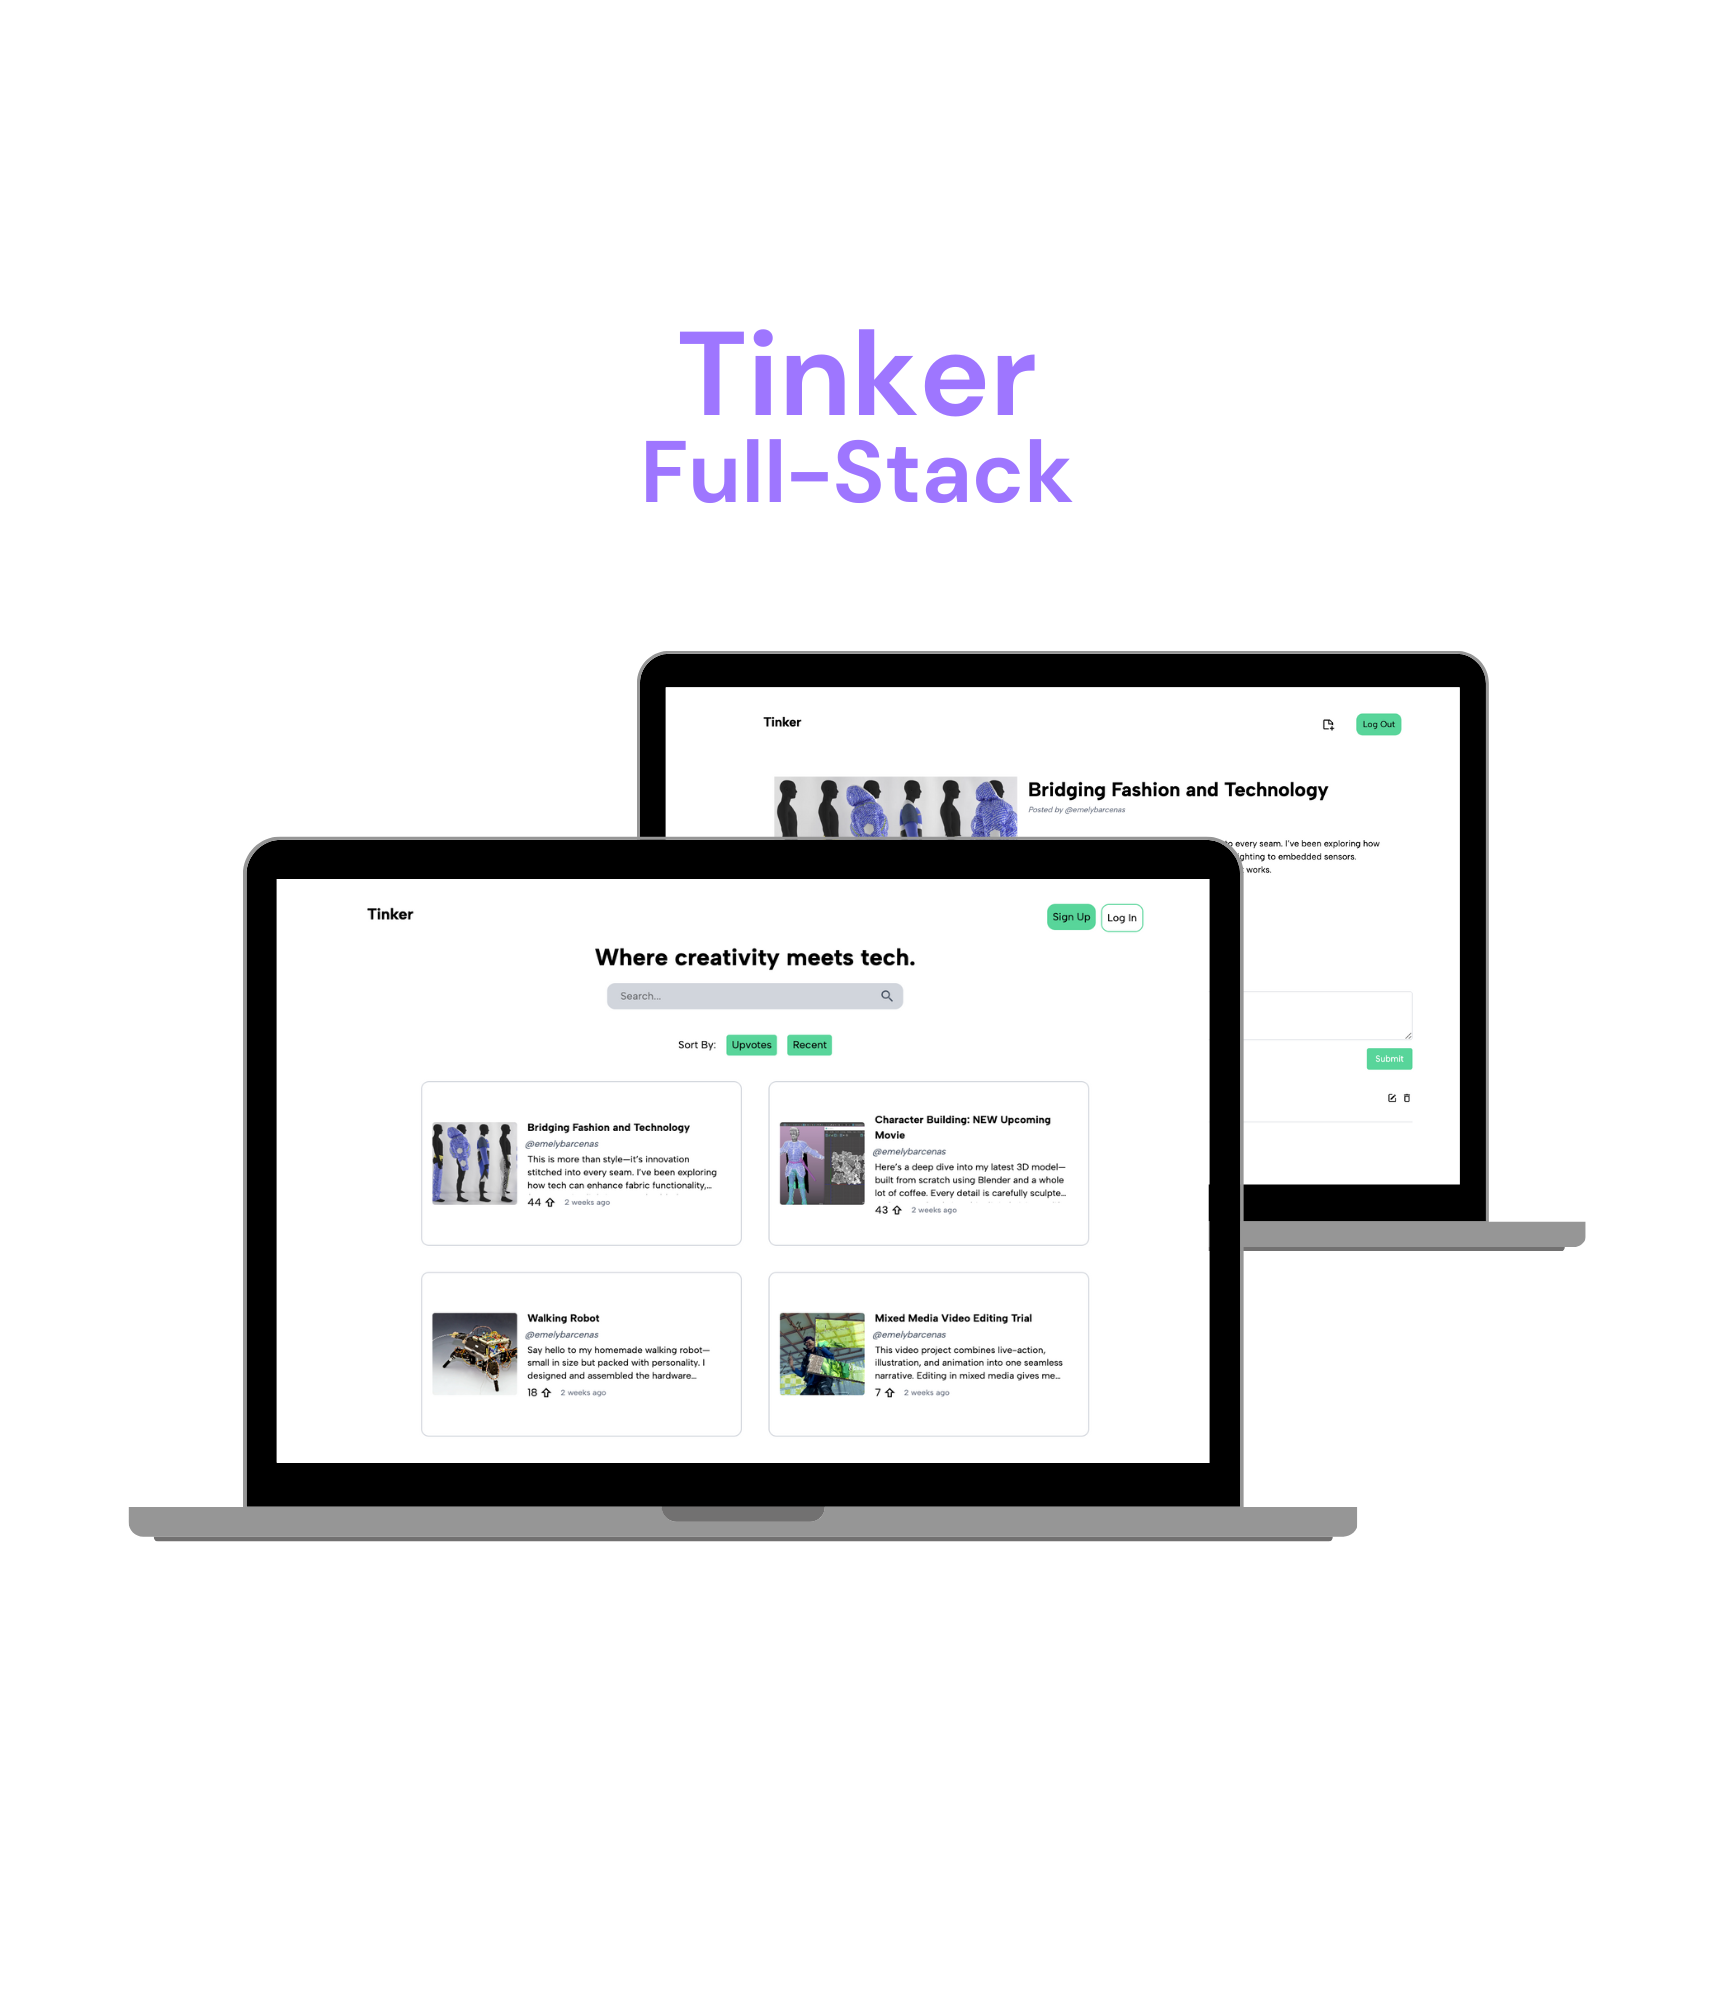 Tinker
Full-Stack
Tinker
Log Out
Bridging Fashion and Technology
Posted by @emelybarcenas
to every seam. I've been exploring how
ghting to embedded sensors.
works.
Submit
Tinker
Sign Up
Log In
Where creativity meets tech.
Search...
Sort By:
Upvotes
Recent
Bridging Fashion and Technology
@emelybarcenas
This is more than style—it's innovation
stitched into every seam. I've been exploring
how tech can enhance fabric functionality,...
44
2 weeks ago
Character Building: NEW Upcoming
Movie
@emelybarcenas
Here's a deep dive into my latest 3D model—
built from scratch using Blender and a whole
lot of coffee. Every detail is carefully sculpte...
43
2 weeks ago
Walking Robot
@emelybarcenas
Say hello to my homemade walking robot—
small in size but packed with personality. I
designed and assembled the hardware...
18
2 weeks ago
Mixed Media Video Editing Trial
@emelybarcenas
This video project combines live-action,
illustration, and animation into one seamless
narrative. Editing in mixed media gives me...
7
2 weeks ago